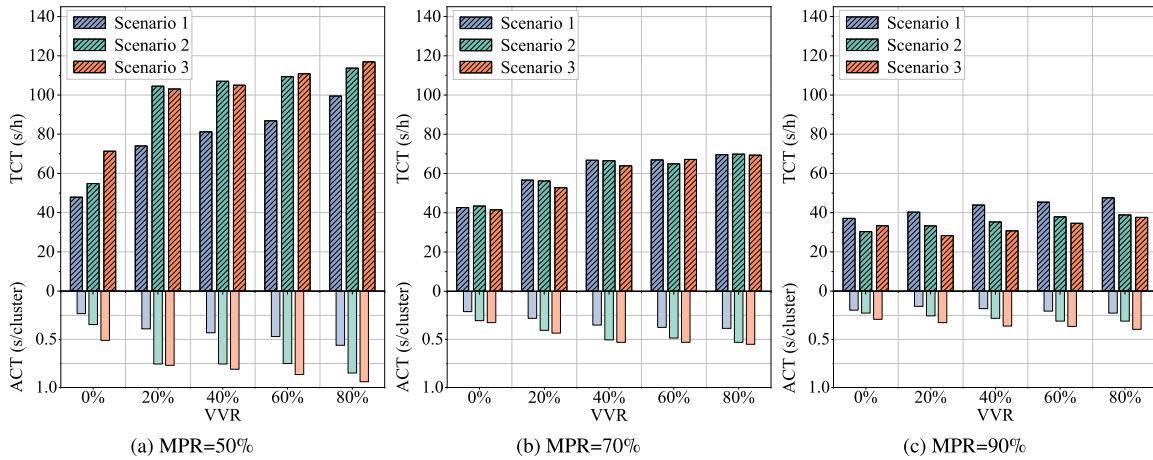 140
120
100
80
60
40
20
0
0.5
1.0
TCT (s/h)
ACT (s/cluster)
Scenario 1
Scenario 2
Scenario 3
0% 20% 40% 60% 80%
VVR
(a) MPR=50%
140
120
100
80
60
40
20
0
0.5
1.0
TCT (s/h)
ACT (s/cluster)
Scenario 1
Scenario 2
Scenario 3
0% 20% 40% 60% 80%
VVR
(b) MPR=70%
140
120
100
80
60
40
20
0
0.5
1.0
TCT (s/h)
ACT (s/cluster)
Scenario 1
Scenario 2
Scenario 3
0% 20% 40% 60% 80%
VVR
(c) MPR=90%